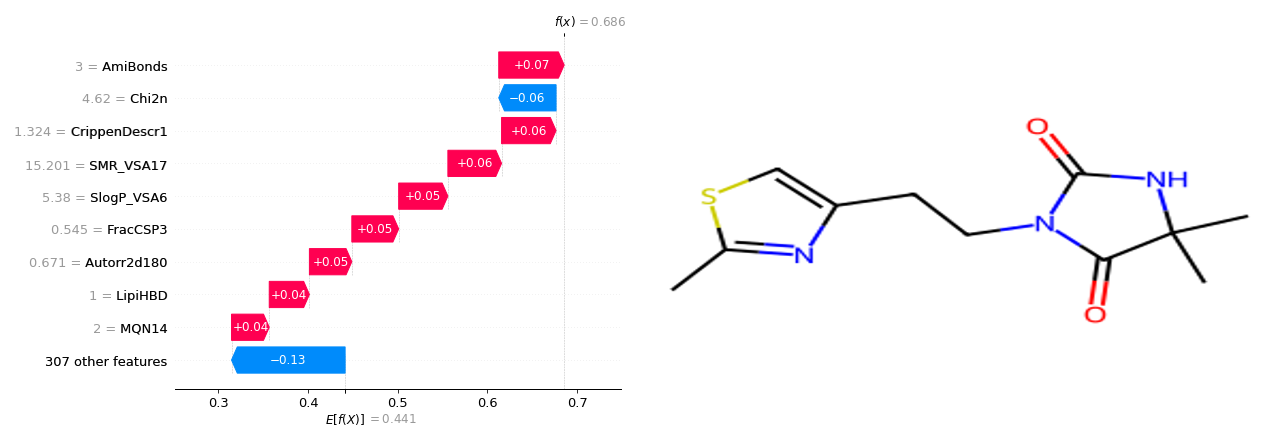 f(x) = 0.686
3 = AmiBonds +0.07
4.62 = Chi2n −0.06
1.324 = CrippenDescr1 +0.06
15.201 = SMR_VSA17 +0.06
5.38 = SlogP_VSA6 +0.05
0.545 = FracCSP3 +0.05
0.671 = Autorr2d180 +0.05
1 = LipiHBD +0.04
2 = MQN14 +0.04
307 other features −0.13
0.3 0.4 0.5 0.6 0.7
E[f(X)] = 0.441
O
S
NH
N
N
O